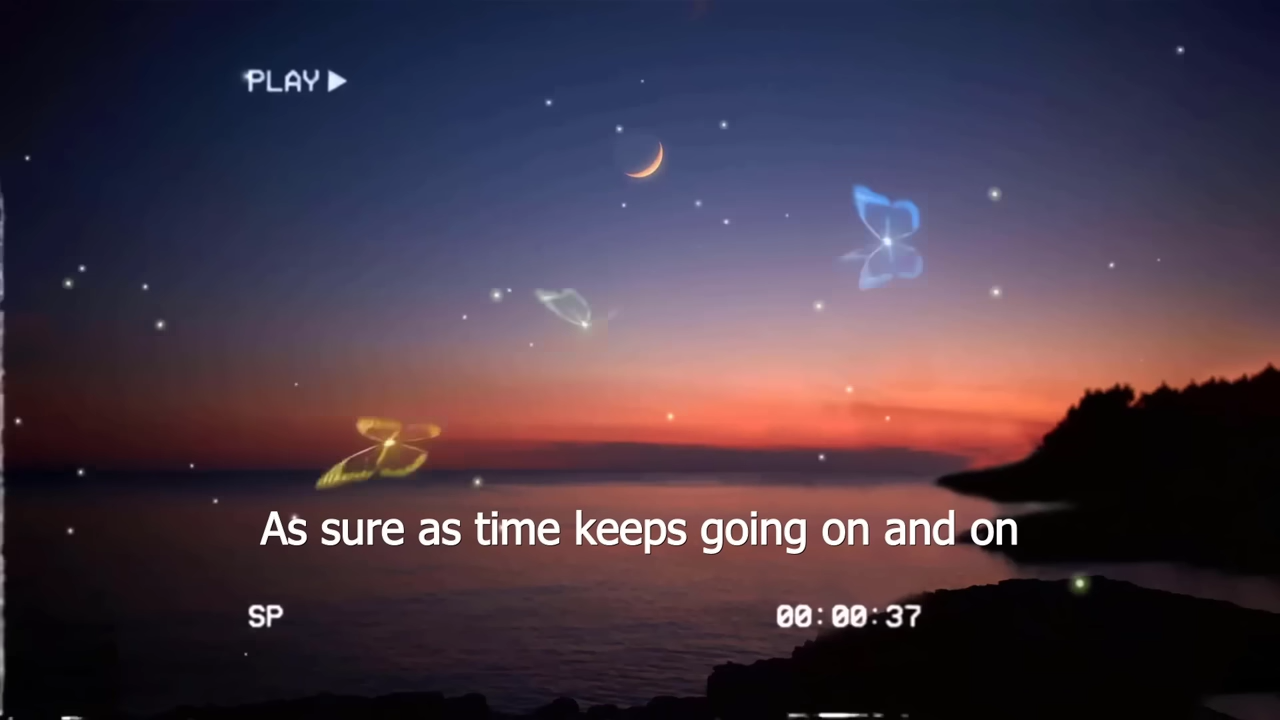 PLAY▶
As sure as time keeps going on and on
SP
00:00:37